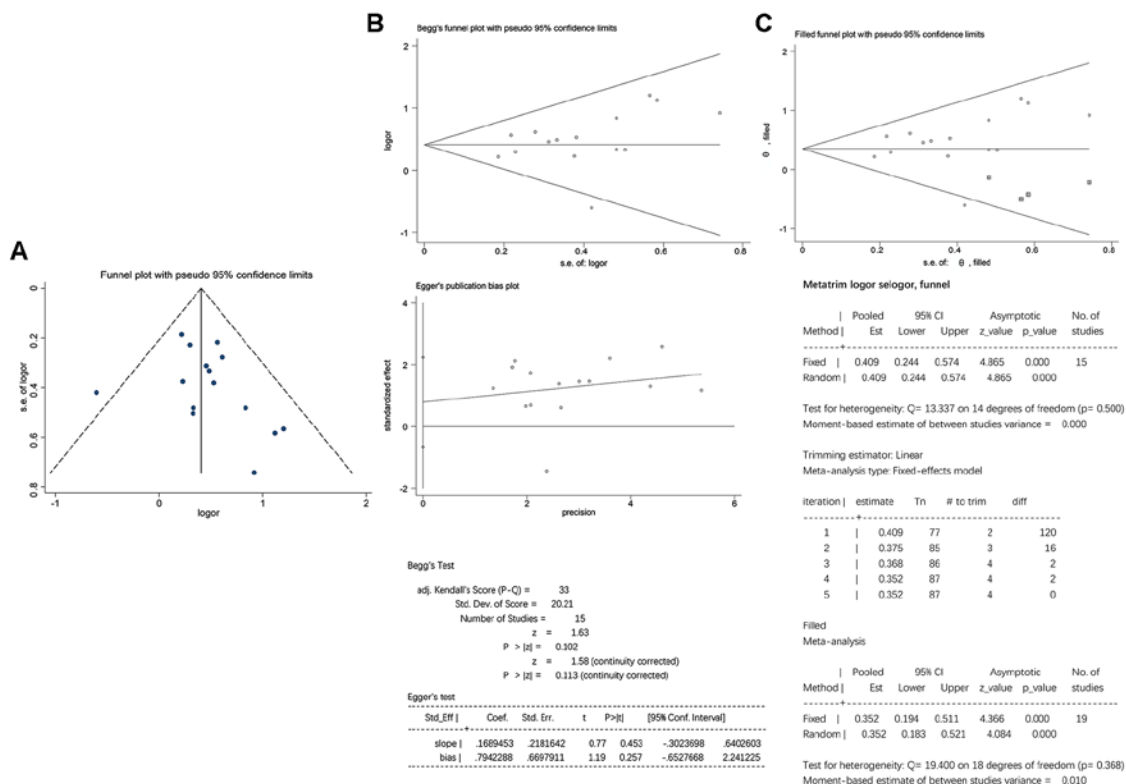 A
Funnel plot with pseudo 95% confidence limits
s.e. of logor
0
0.2
0.4
0.6
0.8
-1
0
1
2
logor
B
Begg's funnel plot with pseudo 95% confidence limits
logor
2
1
0
-1
0
0.2
0.4
0.6
0.8
s.e. of: logor
Egger's publication bias plot
standardized effect
4
2
0
-2
0
2
4
6
precision
Begg's Test
adj. Kendall's Score (P-Q) = 33
Std. Dev. of Score = 20.21
Number of Studies = 15
z = 1.63
P > |z| = 0.102
z = 1.58 (continuity corrected)
P > |z| = 0.113 (continuity corrected)
Egger's test
Std_Eff | Coef. Std. Err. t P>|t| [95% Conf. Interval]
slope | .1689453 .2181642 0.77 0.453 -.3023698 .6402603
bias | .7942288 .6697911 1.19 0.257 -.6527668 2.241225
C
Filled funnel plot with pseudo 95% confidence limits
θ , filled
2
1
0
-1
0
0.2
0.4
0.6
0.8
s.e. of: θ , filled
Metatrim logor selogor, funnel
| Pooled 95% CI Asymptotic No. of
Method | Est Lower Upper z_value p_value studies
Fixed | 0.409 0.244 0.574 4.865 0.000 15
Random | 0.409 0.244 0.574 4.865 0.000
Test for heterogeneity: Q= 13.337 on 14 degrees of freedom (p= 0.500)
Moment-based estimate of between studies variance = 0.000
Trimming estimator: Linear
Meta-analysis type: Fixed-effects model
iteration | estimate Tn # to trim diff
1 | 0.409 77 2 120
2 | 0.375 85 3 16
3 | 0.368 86 4 2
4 | 0.352 87 4 2
5 | 0.352 87 4 0
Filled
Meta-analysis
| Pooled 95% CI Asymptotic No. of
Method | Est Lower Upper z_value p_value studies
Fixed | 0.352 0.194 0.511 4.366 0.000 19
Random | 0.352 0.183 0.521 4.084 0.000
Test for heterogeneity: Q= 19.400 on 18 degrees of freedom (p= 0.368)
Moment-based estimate of between studies variance = 0.010